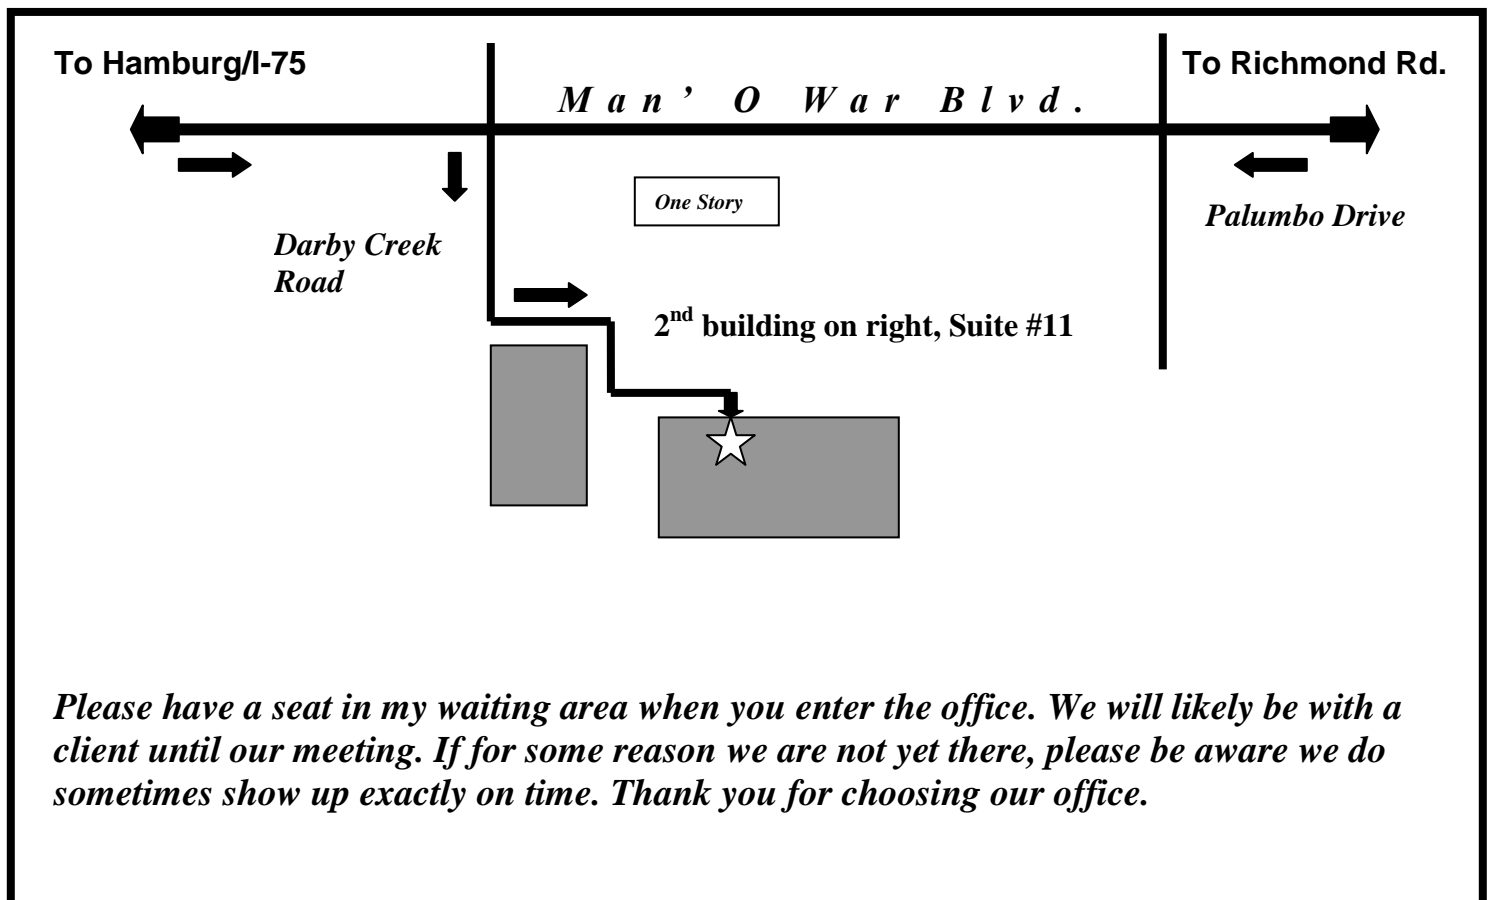 To Hamburg/I-75
To Richmond Rd.
Man’ O War Blvd.
One Story
Palumbo Drive
Darby Creek
Road
2nd building on right, Suite #11
Please have a seat in my waiting area when you enter the office. We will likely be with a
client until our meeting. If for some reason we are not yet there, please be aware we do
sometimes show up exactly on time. Thank you for choosing our office.